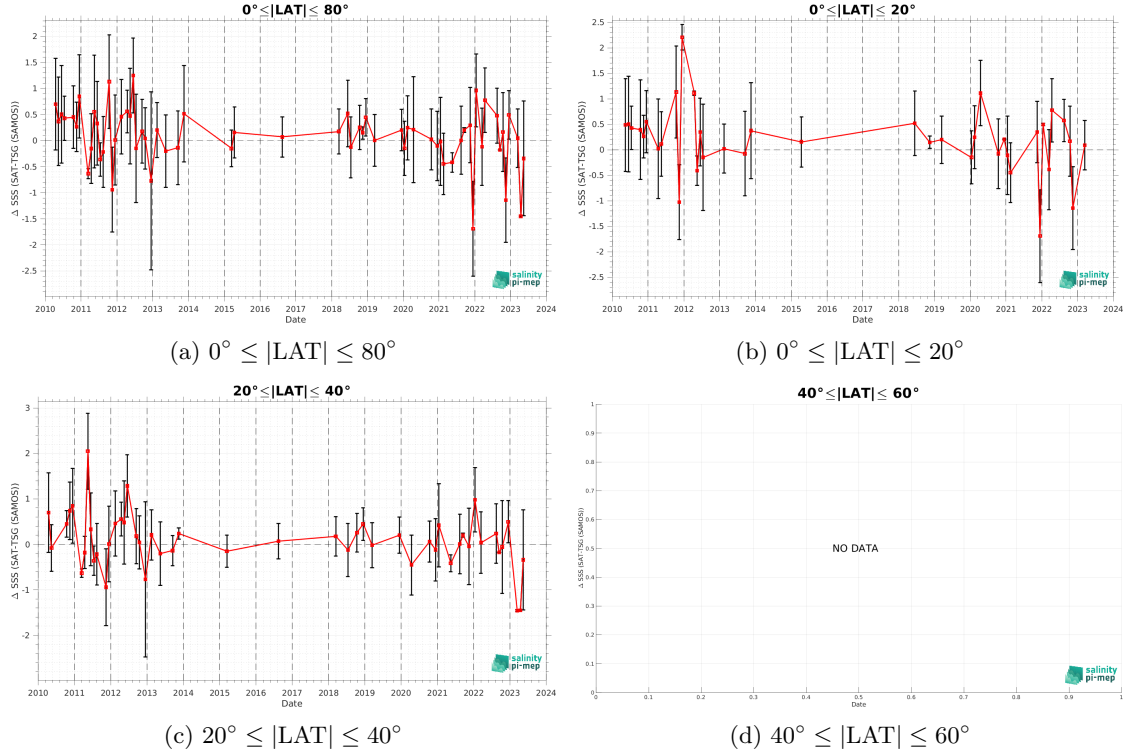 0°≤|LAT|≤ 80°
Δ SSS (SAT-TSG (SAMOS))
2
1.5
1
0.5
0
-0.5
-1
-1.5
-2
-2.5
2010 2011 2012 2013 2014 2015 2016 2017 2018 2019 2020 2021 2022 2023 2024
Date
salinity
pi-mep
(a) 0° ≤ |LAT| ≤ 80°
0°≤|LAT|≤ 20°
Δ SSS (SAT-TSG (SAMOS))
2.5
2
1.5
1
0.5
0
-0.5
-1
-1.5
-2
-2.5
2010 2011 2012 2013 2014 2015 2016 2017 2018 2019 2020 2021 2022 2023 2024
Date
salinity
pi-mep
(b) 0° ≤ |LAT| ≤ 20°
20°≤|LAT|≤ 40°
Δ SSS (SAT-TSG (SAMOS))
3
2
1
0
-1
-2
2010 2011 2012 2013 2014 2015 2016 2017 2018 2019 2020 2021 2022 2023 2024
Date
salinity
pi-mep
(c) 20° ≤ |LAT| ≤ 40°
40°≤|LAT|≤ 60°
Δ SSS (SAT-TSG (SAMOS))
1
0.9
0.8
0.7
0.6
0.5
0.4
0.3
0.2
0.1
0
NO DATA
0 0.1 0.2 0.3 0.4 0.5 0.6 0.7 0.8 0.9 1
Date
salinity
pi-mep
(d) 40° ≤ |LAT| ≤ 60°